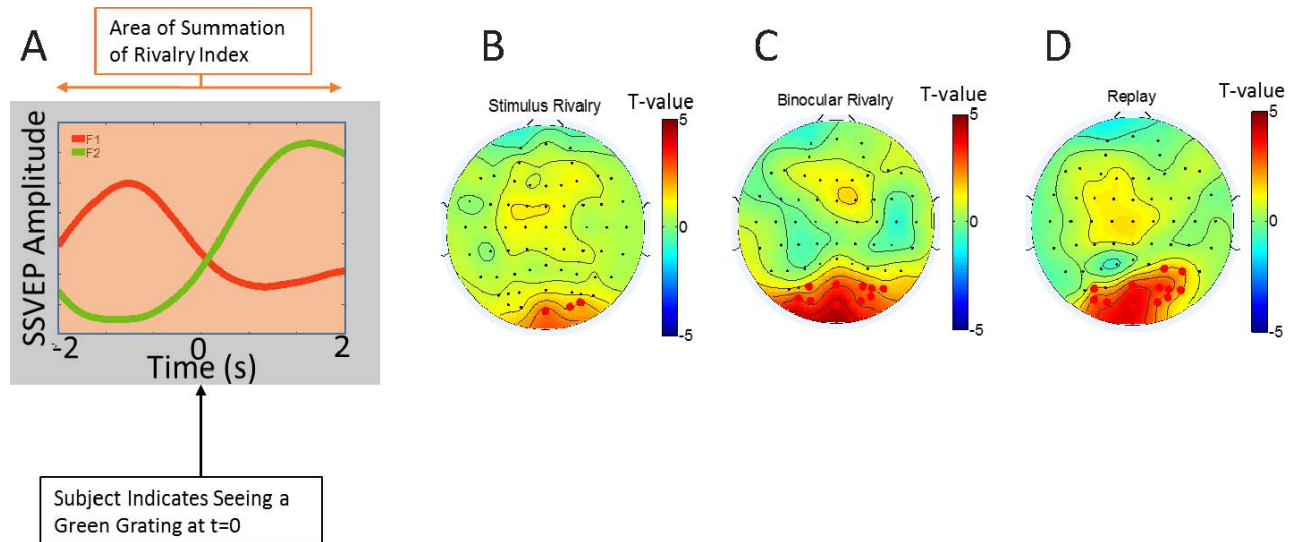 A
Area of Summation
of Rivalry Index
F1
F2
SSVEP Amplitude
-2
0
2
Time (s)
Subject Indicates Seeing a
Green Grating at t=0
B
Stimulus Rivalry
T-value
5
0
-5
C
Binocular Rivalry
T-value
5
0
-5
D
Replay
T-value
5
0
-5